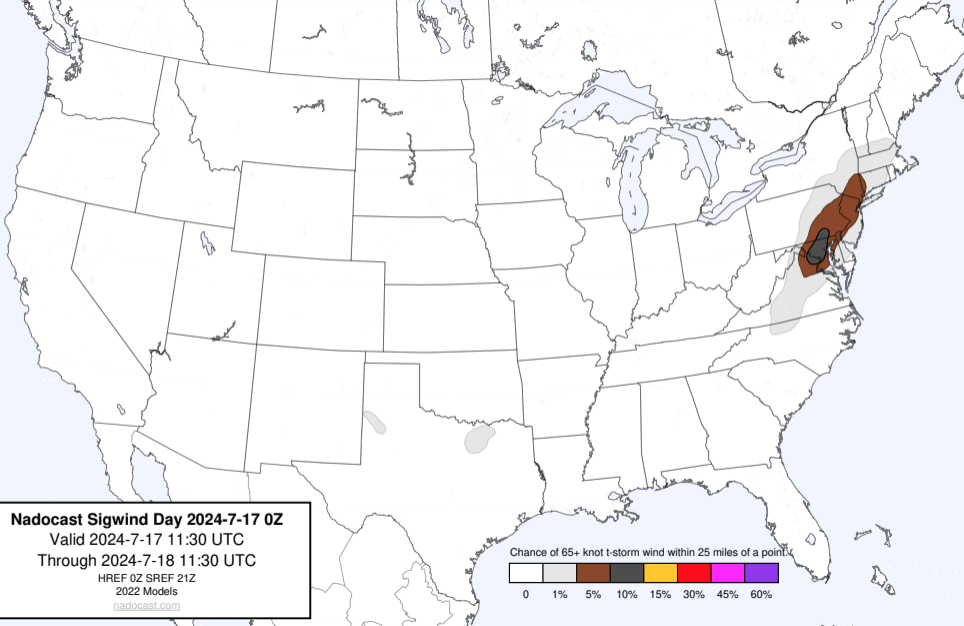 Nadocast Sigwind Day 2024-7-17 0Z
Valid 2024-7-17 11:30 UTC
Through 2024-7-18 11:30 UTC
HREF 0Z SREF 21Z
2022 Models
nadocast.com
Chance of 65+ knot t-storm wind within 25 miles of a point.
0 1% 5% 10% 15% 30% 45% 60%